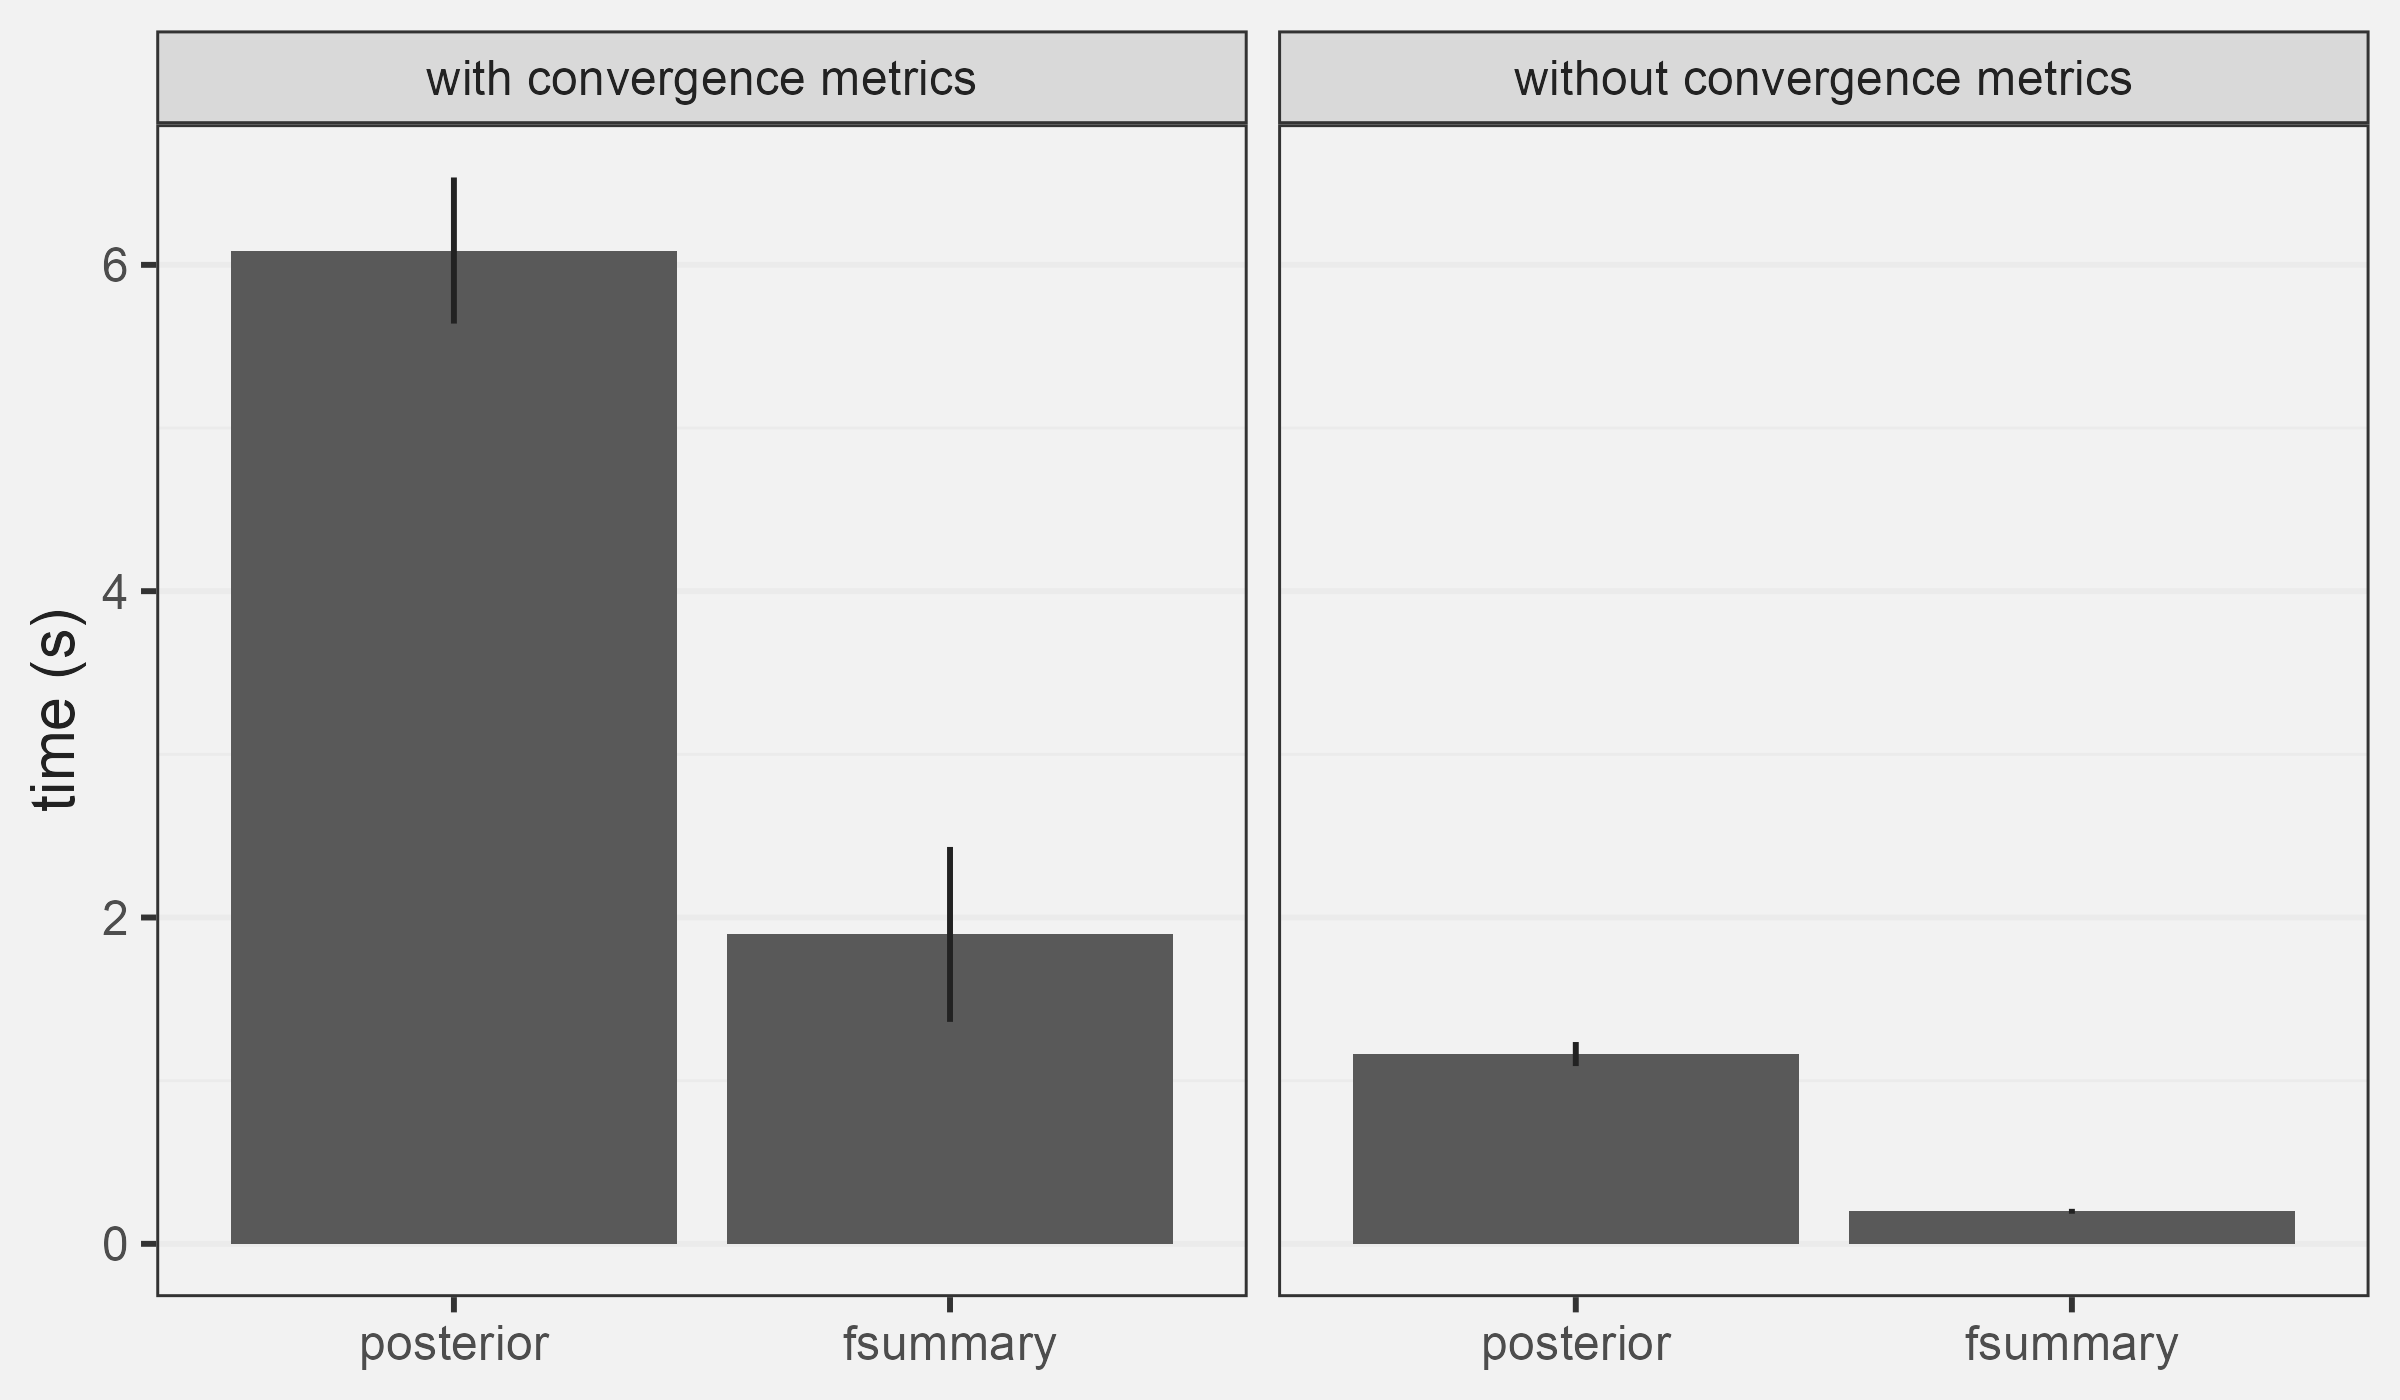 with convergence metrics
without convergence metrics
time (s)
6
4
2
0
posterior
fsummary
posterior
fsummary